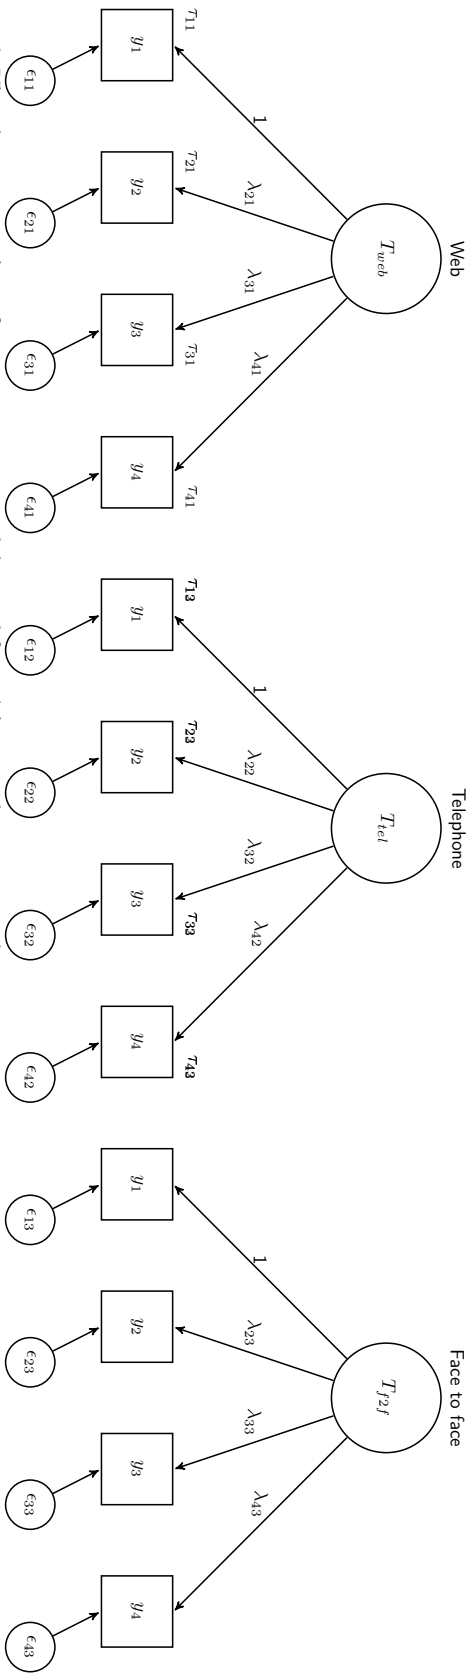 Web
Telephone
Face to face
T_web
T_tel
T_f2f
1 λ21 λ31 λ41
1 λ22 λ32 λ42
1 λ23 λ33 λ43
τ11 τ21 τ31 τ41
τ13 τ23 τ33 τ43
y1 y2 y3 y4
y1 y2 y3 y4
y1 y2 y3 y4
ϵ11 ϵ21 ϵ31 ϵ41
ϵ12 ϵ22 ϵ32 ϵ42
ϵ13 ϵ23 ϵ33 ϵ43